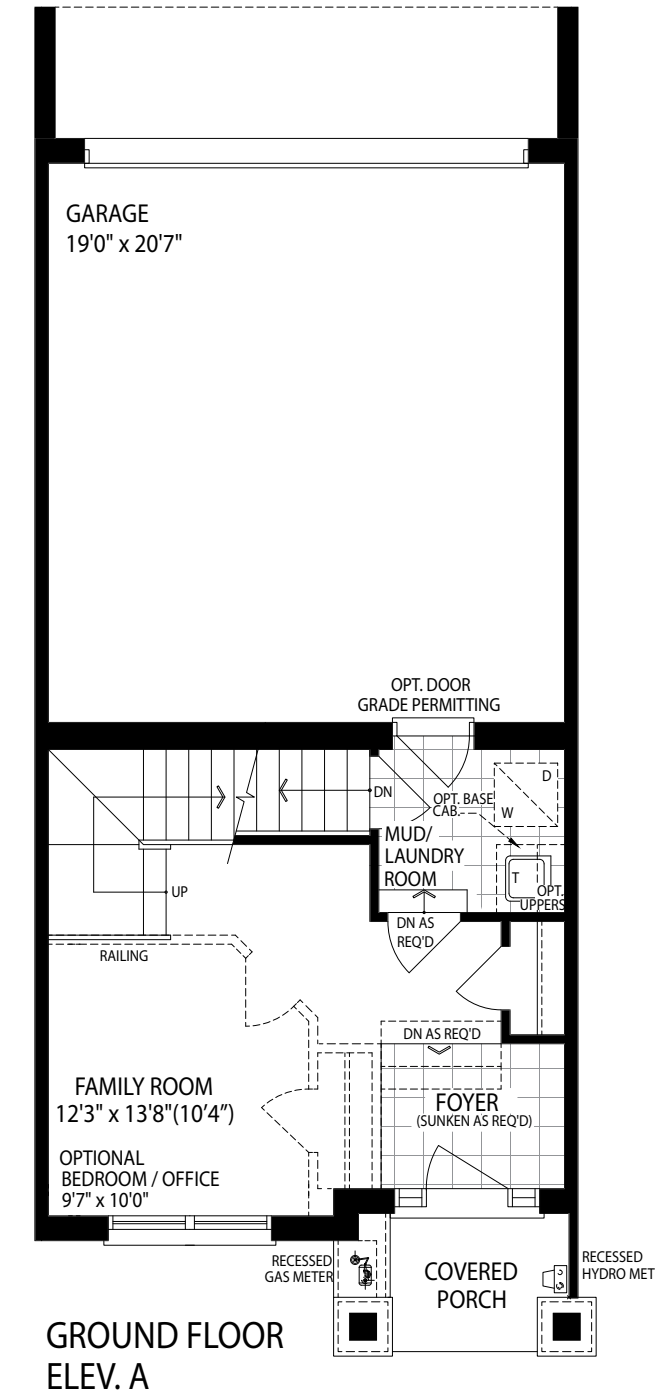 GARAGE
19'0" x 20'7"
OPT. DOOR
GRADE PERMITTING
D
DN
OPT. BASE
CAB.
W
MUD/
LAUNDRY
ROOM
T
OPT.
UPPERS
UP
DN AS
REQ'D
RAILING
DN AS REQ'D
FAMILY ROOM
12'3" x 13'8"(10'4")
FOYER
(SUNKEN AS REQ'D)
OPTIONAL
BEDROOM / OFFICE
9'7" x 10'0"
RECESSED
GAS METER
COVERED
PORCH
RECESSED
HYDRO MET
GROUND FLOOR
ELEV. A